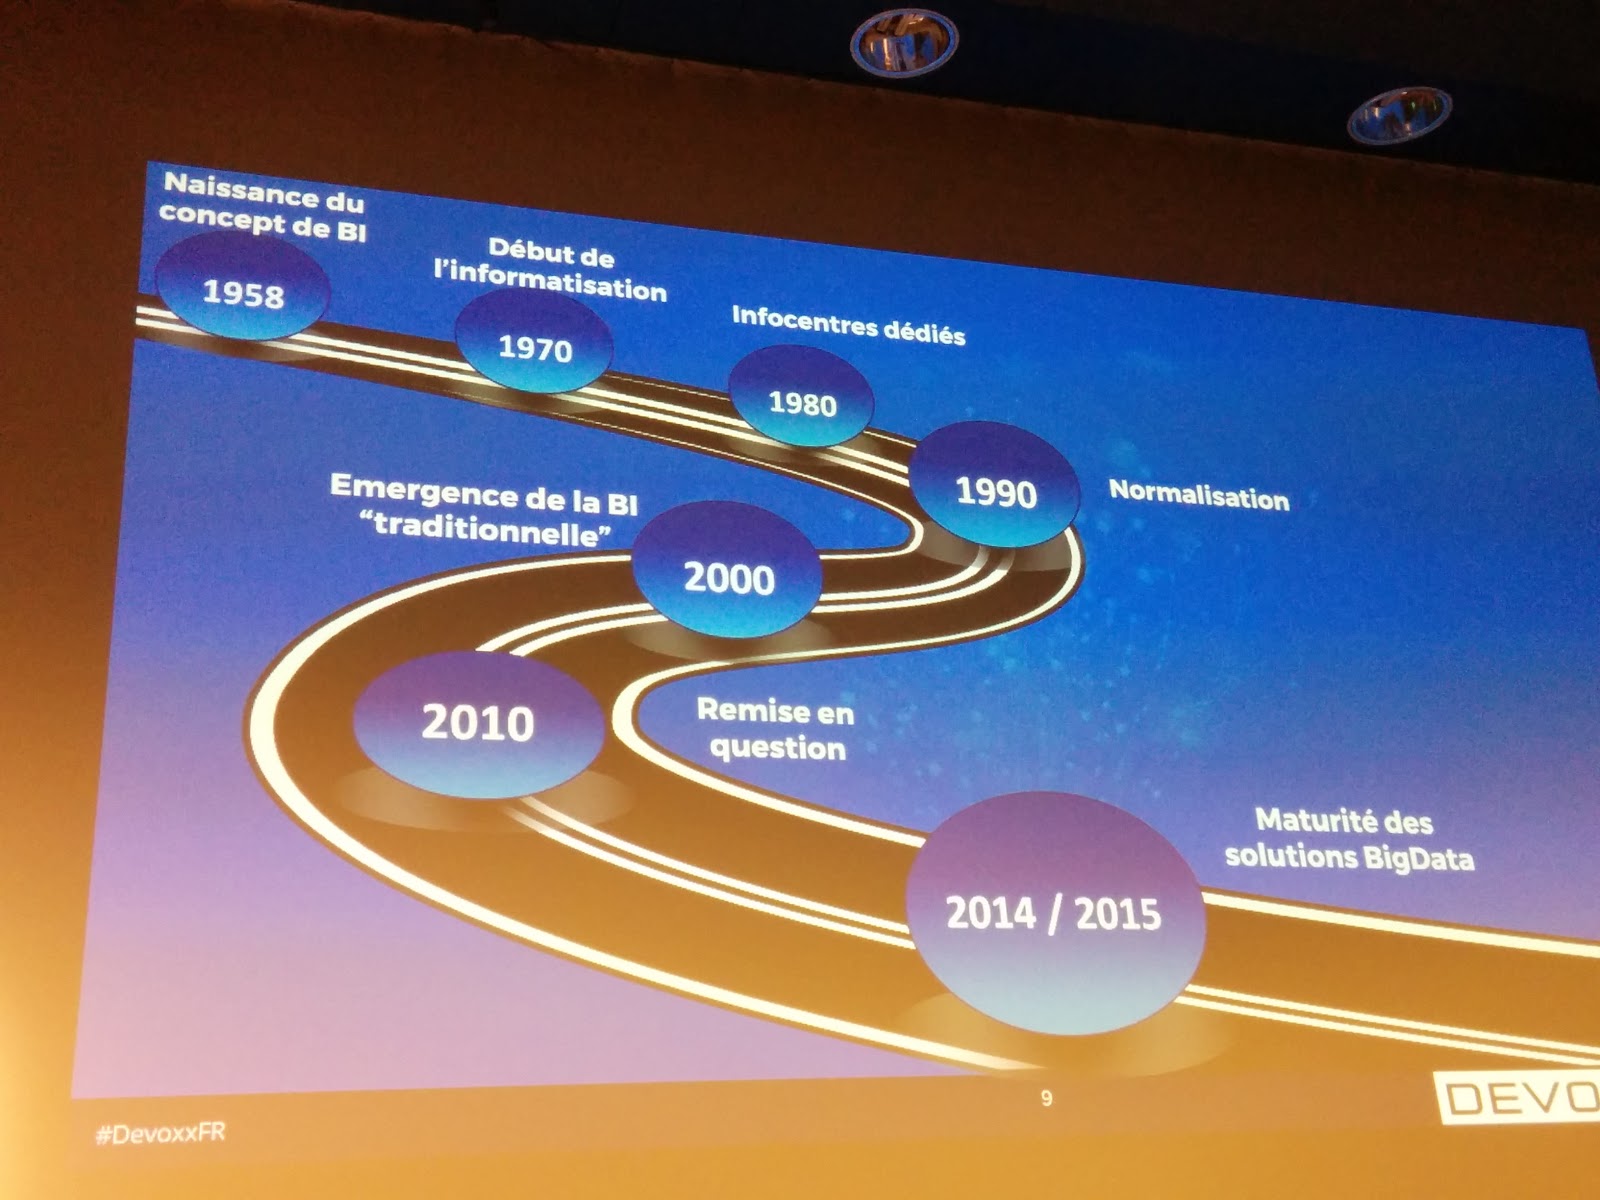 Naissance du
concept de BI
1958
Début de
l'informatisation
1970
Infocentres dédiés
1980
1990
Normalisation
Emergence de la BI
“traditionnelle”
2000
2010
Remise en
question
Maturité des
solutions BigData
2014 / 2015
9
#DevoxxFR
DEVO